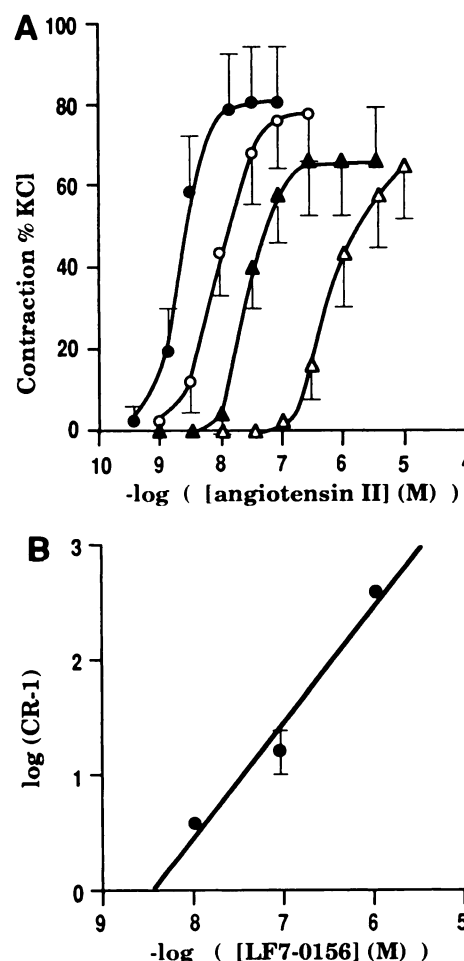 A
100
80
60
40
20
0
Contraction % KCl
10 9 8 7 6 5 4
-log ( [angiotensin II] (M) )
B
3
2
1
0
log (CR-1)
9 8 7 6 5
-log ( [LF7-0156] (M) )